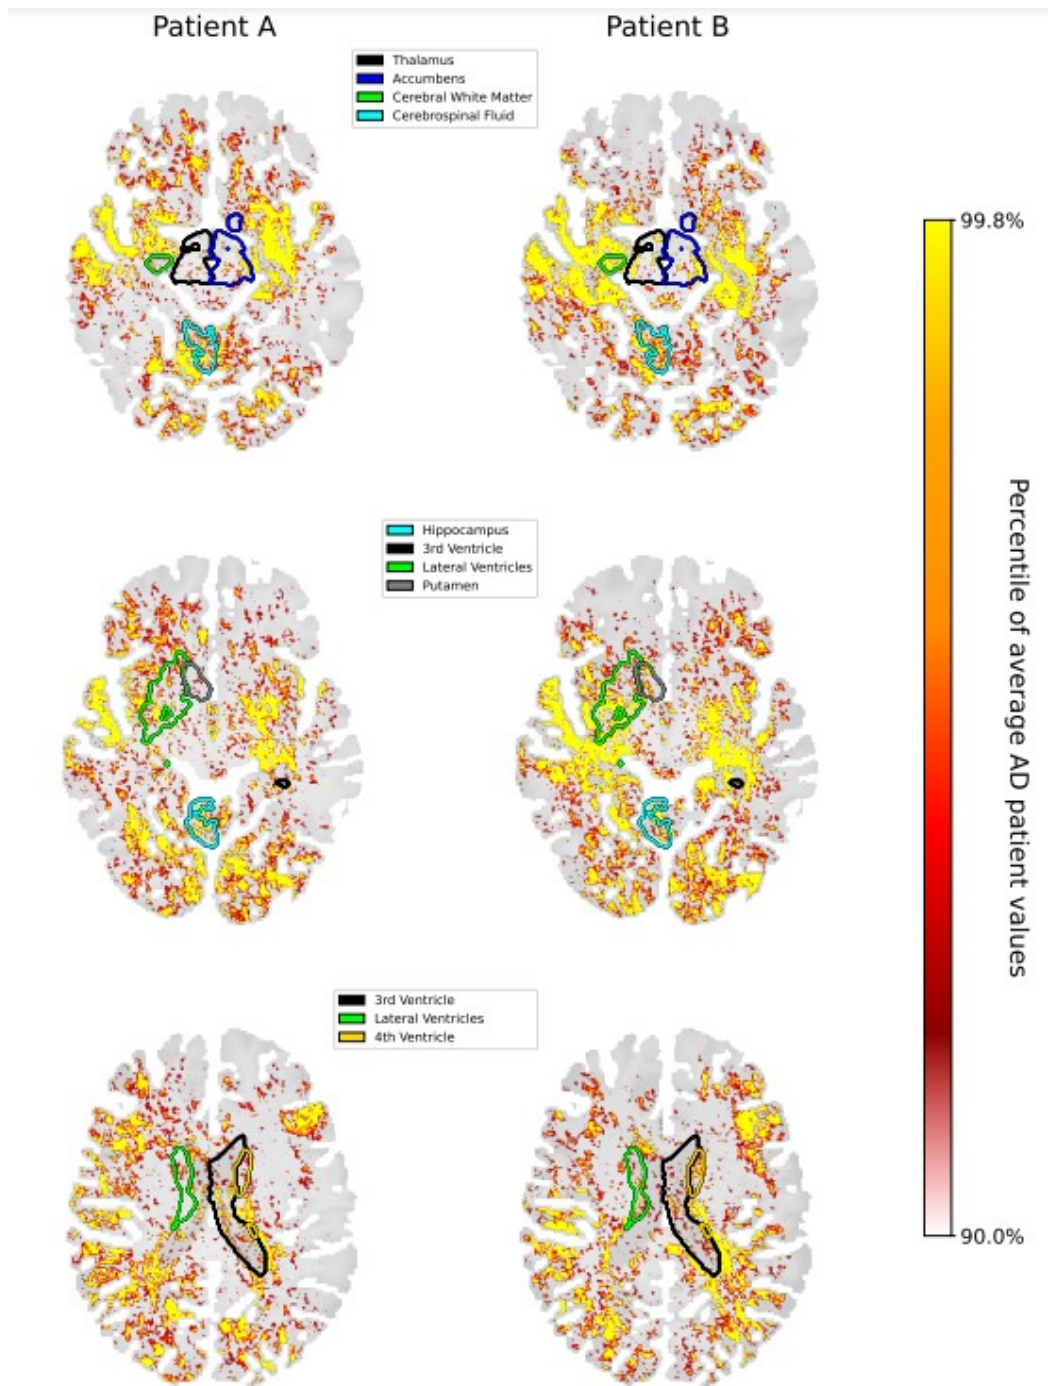 Patient A
Patient B
Thalamus
Accumbens
Cerebral White Matter
Cerebrospinal Fluid
99.8%
Hippocampus
3rd Ventricle
Lateral Ventricles
Putamen
Percentile of average AD patient values
3rd Ventricle
Lateral Ventricles
4th Ventricle
90.0%